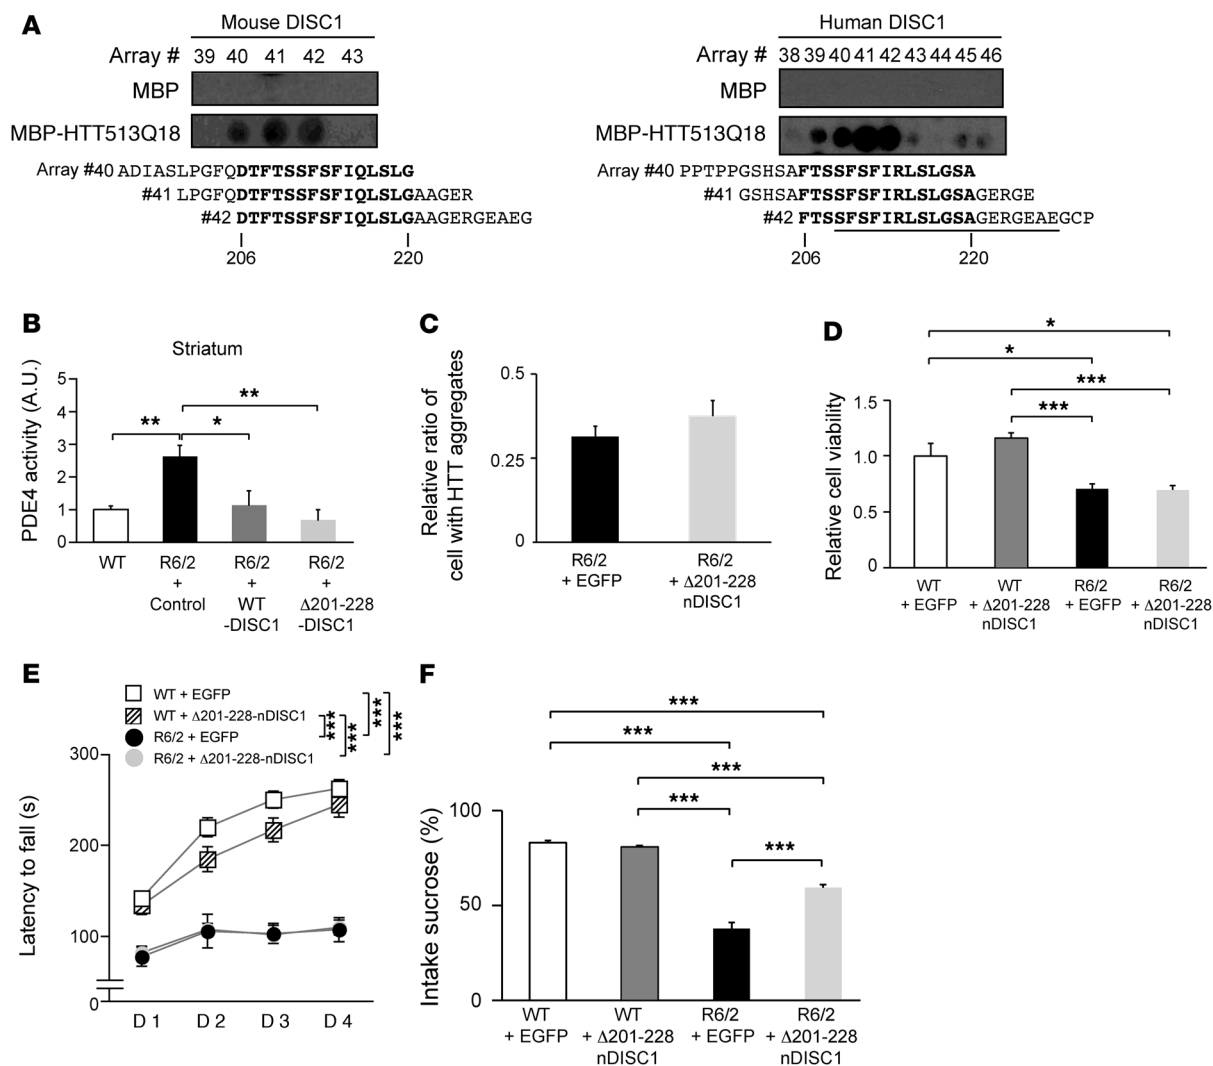 A
Mouse DISC1
Array # 39 40 41 42 43
MBP
MBP-HTT513Q18
Array #40 ADIASLPGFQDTFTSSFSFIQLSLG
#41 LPGFQDTFTSSFSFIQLSLGAAGER
#42 DTFTSSFSFIQLSLGAAGERGEAEG
206 220
Human DISC1
Array # 38 39 40 41 42 43 44 45 46
MBP
MBP-HTT513Q18
Array #40 PPTPPGSHSAFTSSFSFIRLSLGSA
#41 GSHSAFTSSFSFIRLSLGSAGERGE
#42 FTSSFSFIRLSLGSAGERGEAEGCP
206 220
B
Striatum
PDE4 activity (A.U.)
5
4
3
2
1
0
** * **
WT
R6/2 + Control
R6/2 + WT -DISC1
R6/2 + Δ201-228 -DISC1
C
Relative ratio of
cell with HTT aggregates
0.5
0.25
0
R6/2 + EGFP
R6/2 + Δ201-228 nDISC1
D
Relative cell viability
1.5
1.0
0.5
0
*
*
***
***
WT + EGFP
WT + Δ201-228 nDISC1
R6/2 + EGFP
R6/2 + Δ201-228 nDISC1
E
WT + EGFP
WT + Δ201-228-nDISC1
R6/2 + EGFP
R6/2 + Δ201-228-nDISC1
***
***
***
***
Latency to fall (s)
300
200
100
0
D 1 D 2 D 3 D 4
F
Intake sucrose (%)
100
50
0
***
***
***
***
***
WT + EGFP
WT + Δ201-228 nDISC1
R6/2 + EGFP
R6/2 + Δ201-228 nDISC1